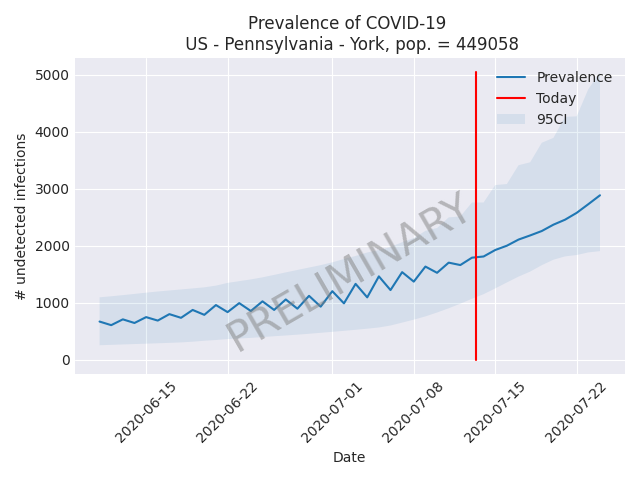 Prevalence of COVID-19
US - Pennsylvania - York, pop. = 449058
Prevalence
Today
95CI
5000
4000
3000
2000
1000
0
# undetected infections
PRELIMINARY
2020-06-15
2020-06-22
2020-07-01
2020-07-08
2020-07-15
2020-07-22
Date